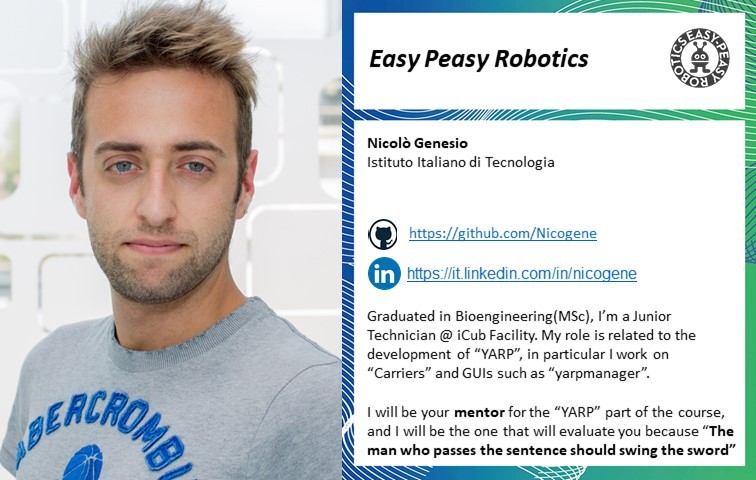 Easy Peasy Robotics
EASY-PEASY ROBOTICS
Nicolò Genesio
Istituto Italiano di Tecnologia
https://github.com/Nicogene
in https://it.linkedin.com/in/nicogene
Graduated in Bioengineering(MSc), I’m a Junior
Technician @ iCub Facility. My role is related to the
development of “YARP”, in particular I work on
“Carriers” and GUIs such as “yarpmanager”.
I will be your mentor for the “YARP” part of the course,
and I will be the one that will evaluate you because “The
man who passes the sentence should swing the sword”
ABERCROMBI